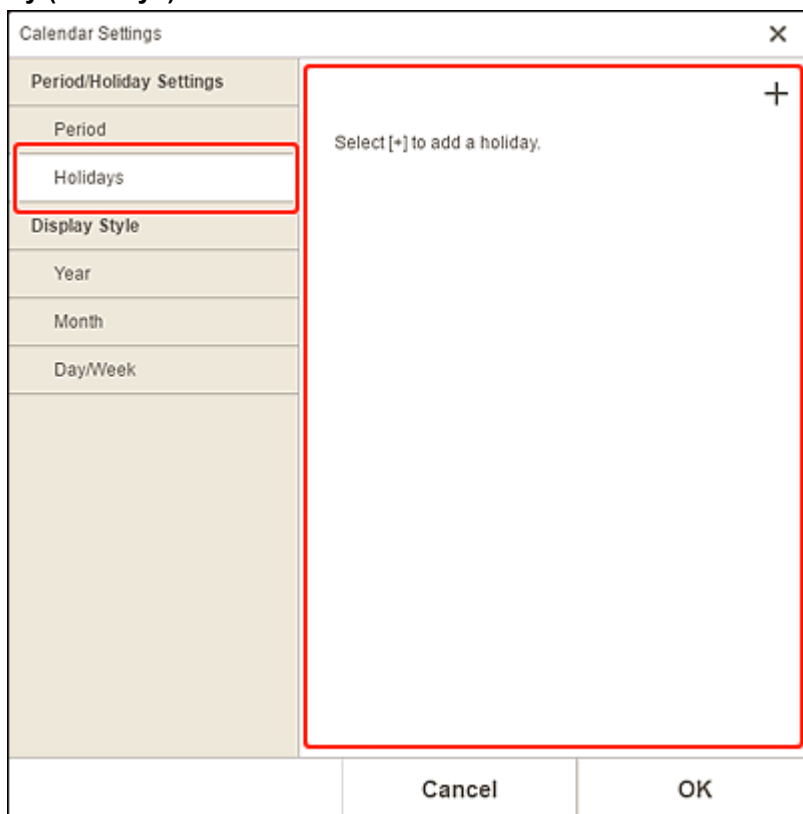 Calendar Settings
Period/Holiday Settings
Period
Select [+] to add a holiday.
Holidays
Display Style
Year
Month
Day/Week
Cancel
OK